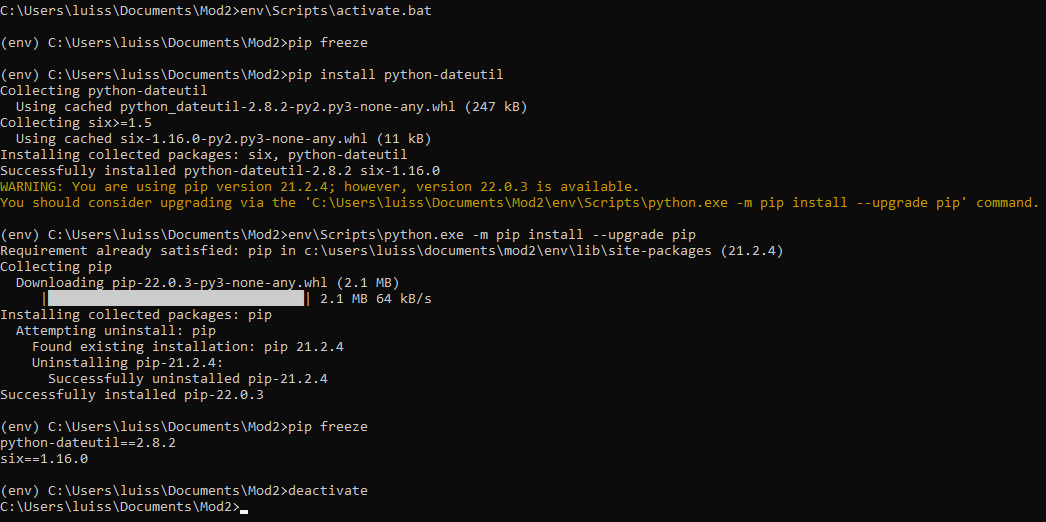 C:\Users\luiss\Documents\Mod2>env\Scripts\activate.bat
(env) C:\Users\luiss\Documents\Mod2>pip freeze
(env) C:\Users\luiss\Documents\Mod2>pip install python-dateutil
Collecting python-dateutil
  Using cached python_dateutil-2.8.2-py2.py3-none-any.whl (247 kB)
Collecting six>=1.5
  Using cached six-1.16.0-py2.py3-none-any.whl (11 kB)
Installing collected packages: six, python-dateutil
Successfully installed python-dateutil-2.8.2 six-1.16.0
WARNING: You are using pip version 21.2.4; however, version 22.0.3 is available.
You should consider upgrading via the 'C:\Users\luiss\Documents\Mod2\env\Scripts\python.exe -m pip install --upgrade pip' command.
(env) C:\Users\luiss\Documents\Mod2>env\Scripts\python.exe -m pip install --upgrade pip
Requirement already satisfied: pip in c:\users\luiss\documents\mod2\env\lib\site-packages (21.2.4)
Collecting pip
  Downloading pip-22.0.3-py3-none-any.whl (2.1 MB)
     |████████████████████████████████| 2.1 MB 64 kB/s
Installing collected packages: pip
  Attempting uninstall: pip
    Found existing installation: pip 21.2.4
    Uninstalling pip-21.2.4:
      Successfully uninstalled pip-21.2.4
Successfully installed pip-22.0.3
(env) C:\Users\luiss\Documents\Mod2>pip freeze
python-dateutil==2.8.2
six==1.16.0
(env) C:\Users\luiss\Documents\Mod2>deactivate
C:\Users\luiss\Documents\Mod2>